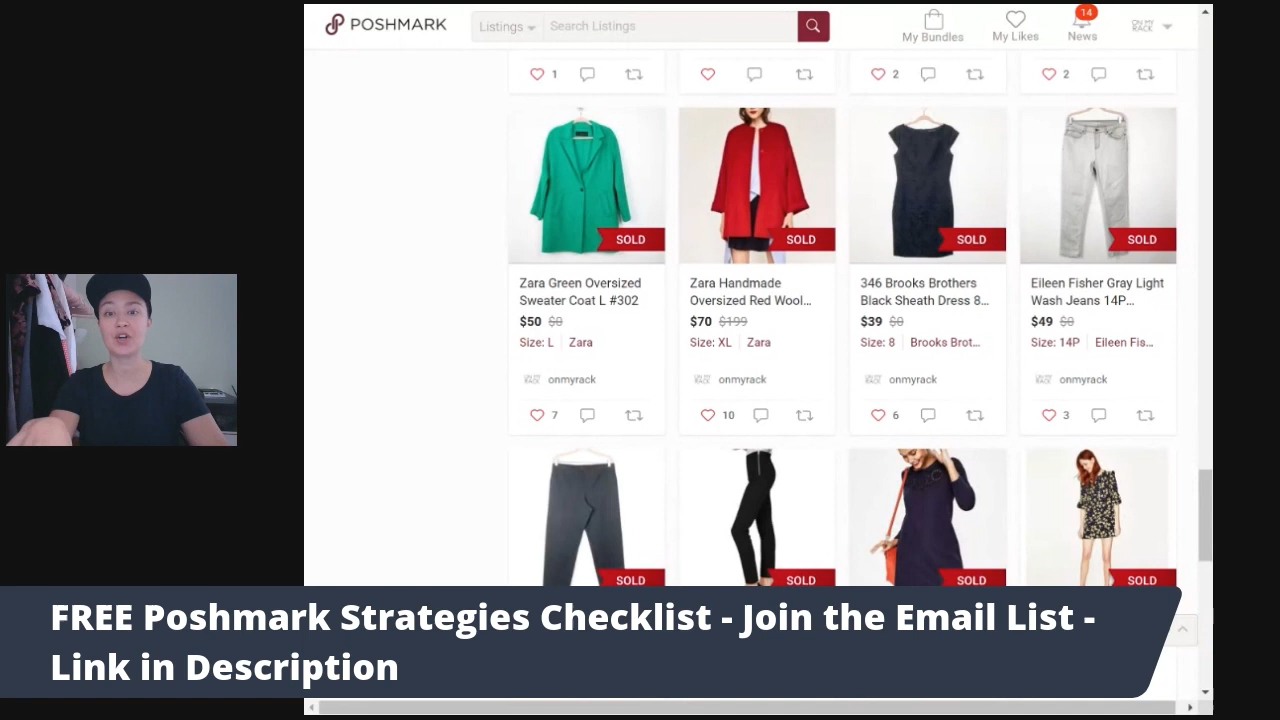 POSHMARK
Listings
Search Listings
My Bundles
My Likes
14
News
ON MY
RACK
1
2
2
SOLD
SOLD
SOLD
SOLD
Zara Green Oversized
Sweater Coat L #302
$50 $0
Size: L Zara
onmyrack
7
Zara Handmade
Oversized Red Wool...
$70 $199
Size: XL Zara
onmyrack
10
346 Brooks Brothers
Black Sheath Dress 8...
$39 $0
Size: 8 Brooks Brot...
onmyrack
6
Eileen Fisher Gray Light
Wash Jeans 14P...
$49 $0
Size: 14P Eileen Fis...
onmyrack
3
SOLD
SOLD
SOLD
SOLD
FREE Poshmark Strategies Checklist - Join the Email List -
Link in Description